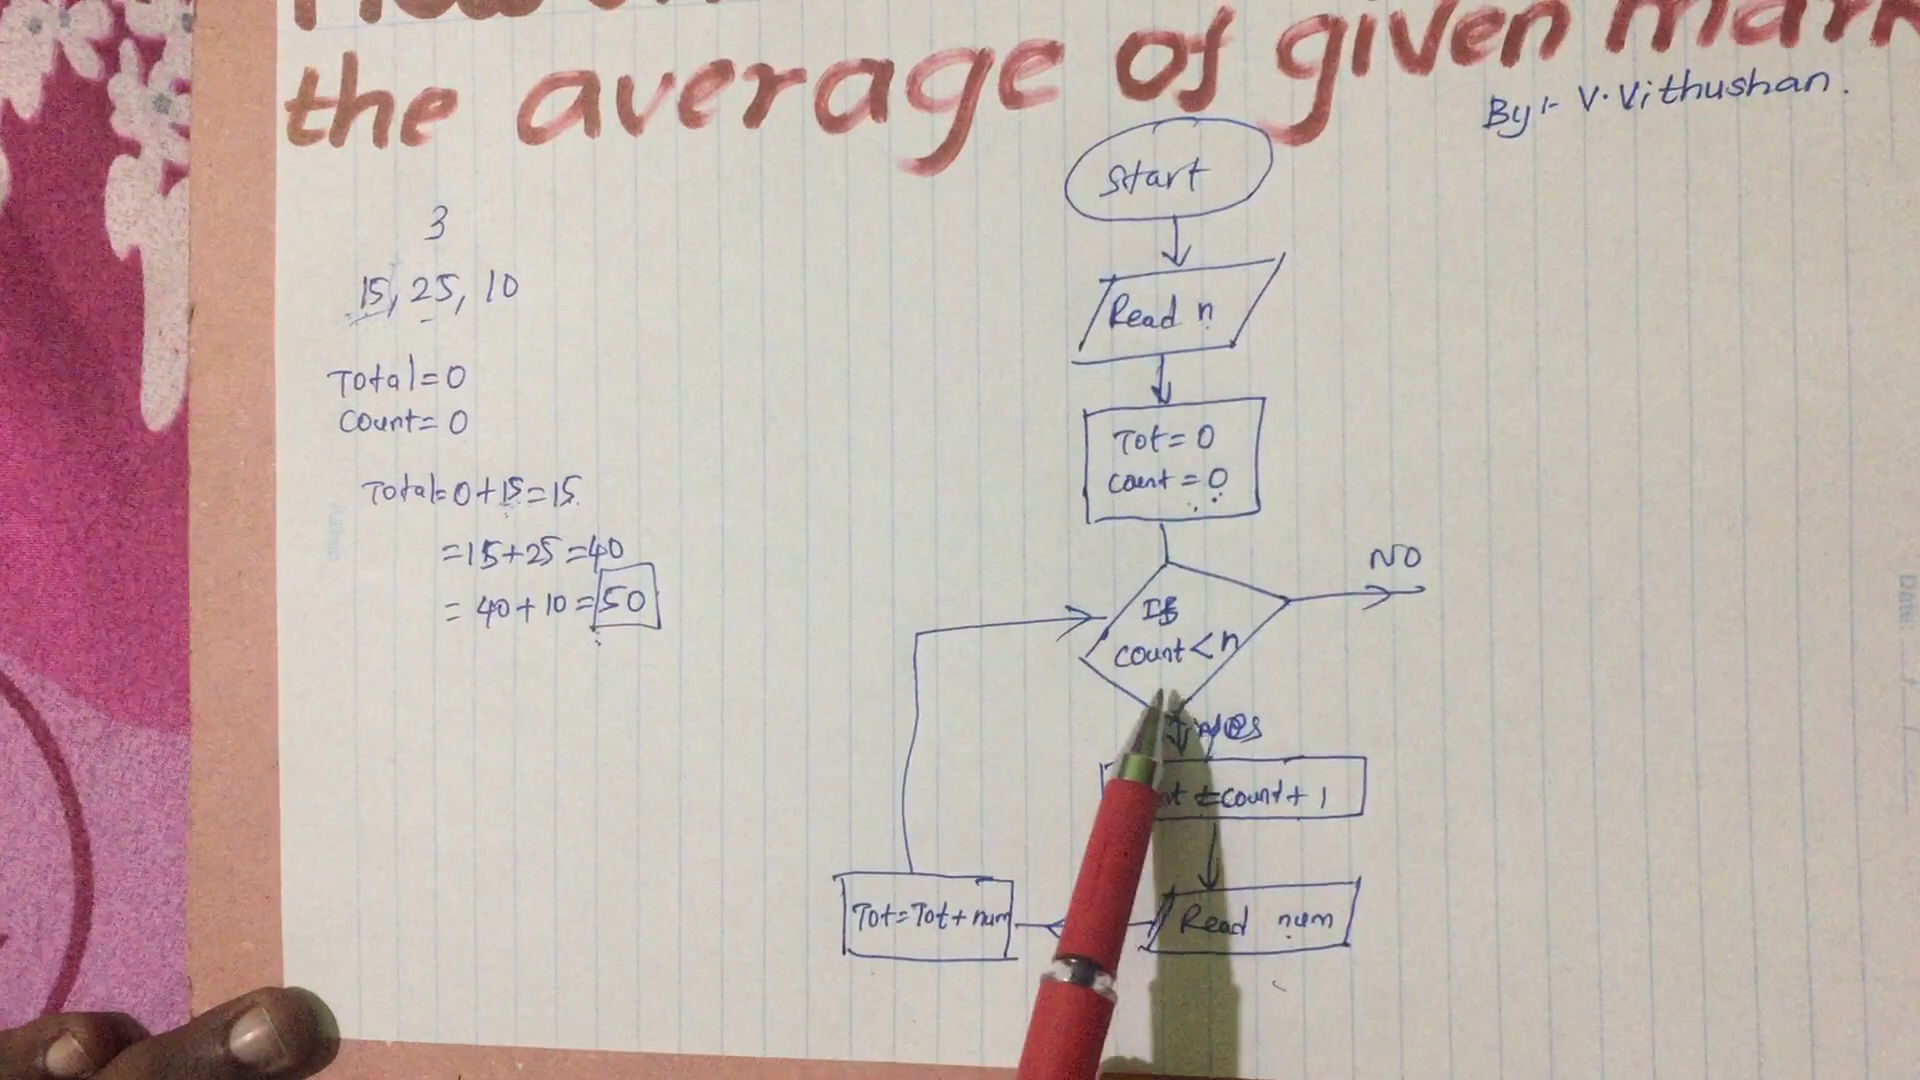 the average of given mark
By:- V.Vithushan.
3
15, 25, 10
Total=0
Count=0
Total=0+15=15
=15+25=40
=40+10=50
Start
Read n
Tot=0
count=0
If
count<n
NO
yes
=count+1
Read num
Tot=Tot+num